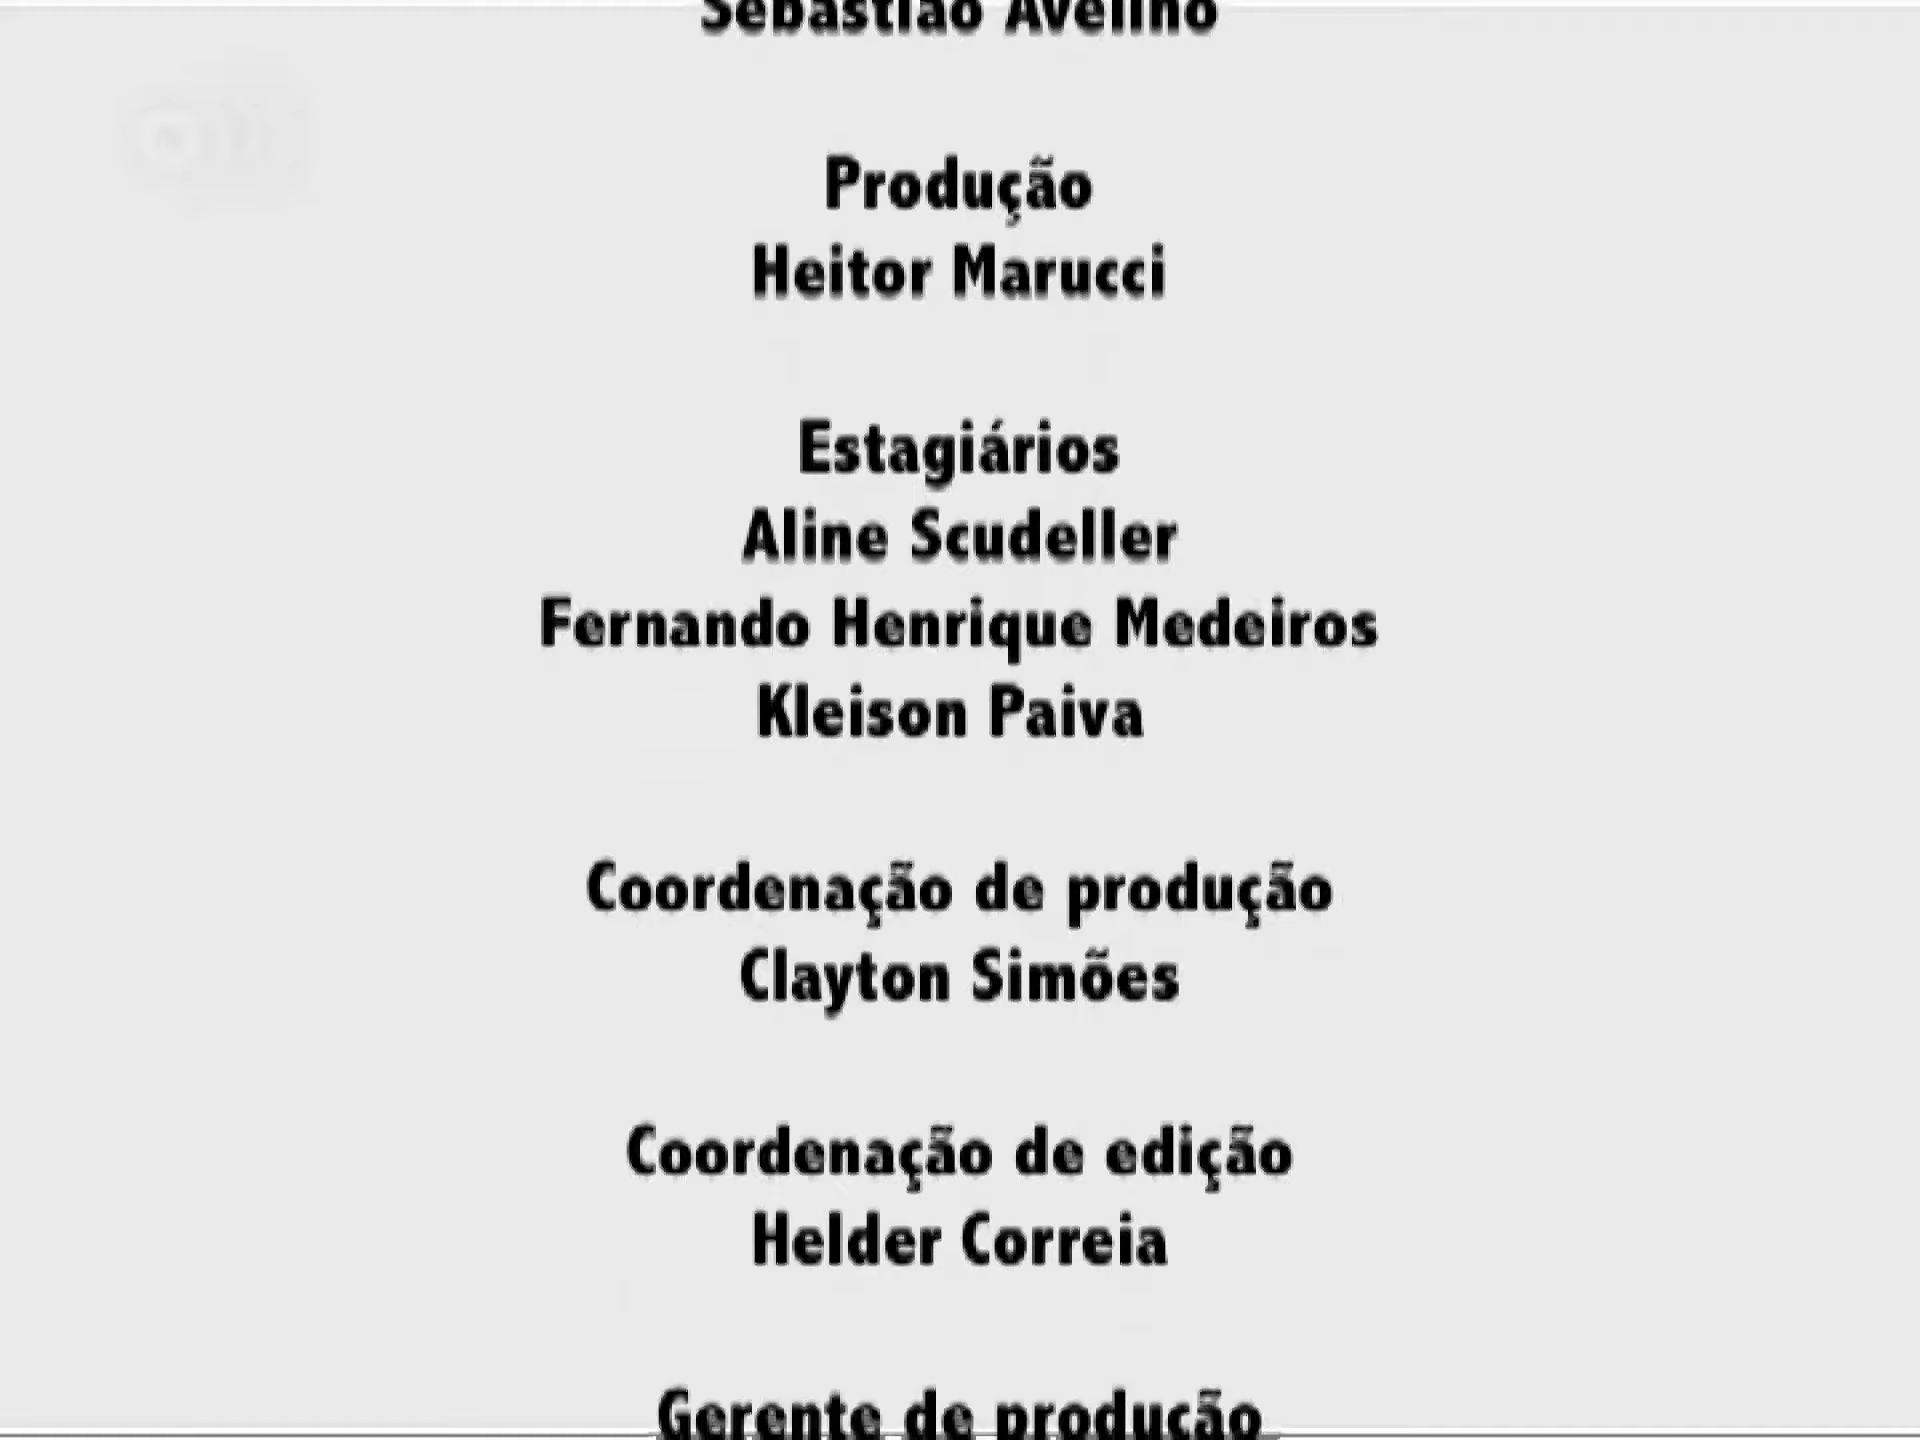 Sebastião Avelino
Produção
Heitor Marucci
Estagiários
Aline Scudeller
Fernando Henrique Medeiros
Kleison Paiva
Coordenação de produção
Clayton Simões
Coordenação de edição
Helder Correia
Gerente de produção